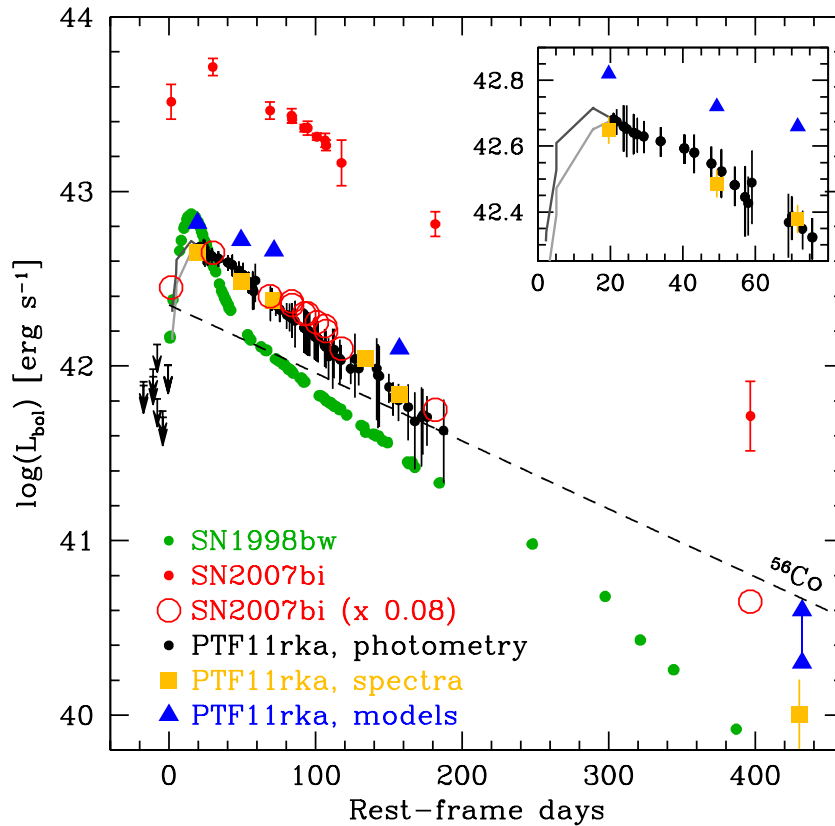 44
43
42
41
40
log(L_bol) [erg s⁻¹]
0
100
200
300
400
Rest-frame days
42.8
42.6
42.4
0
20
40
60
⁵⁶Co
SN1998bw
SN2007bi
SN2007bi (x 0.08)
PTF11rka, photometry
PTF11rka, spectra
PTF11rka, models